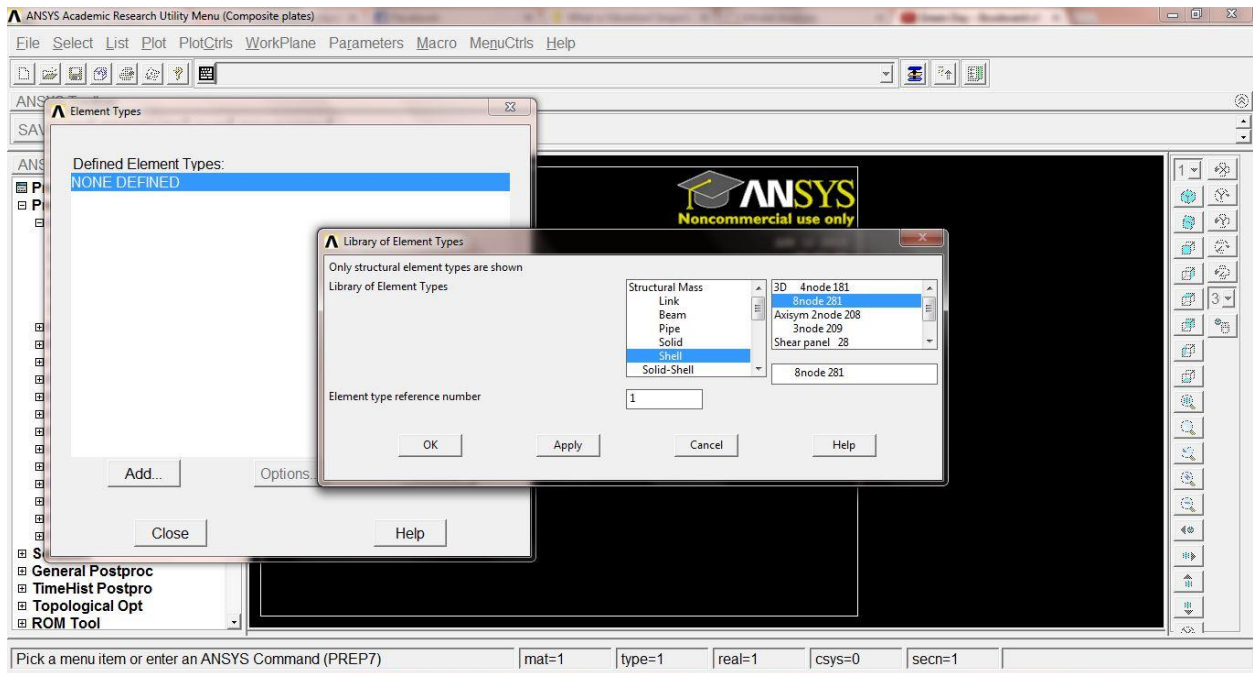 ANSYS Academic Research Utility Menu (Composite plates)
File Select List Plot PlotCtrls WorkPlane Parameters Macro MenuCtrls Help
Element Types
Defined Element Types:
NONE DEFINED
Add...
Options...
Close
Help
ANSYS
Noncommercial use only
Library of Element Types
Only structural element types are shown
Library of Element Types
Structural Mass
Link
Beam
Pipe
Solid
Shell
Solid-Shell
3D 4node 181
8node 281
Axisym 2node 208
3node 209
Shear panel 28
8node 281
Element type reference number
1
OK
Apply
Cancel
Help
1
3
General Postproc
TimeHist Postpro
Topological Opt
ROM Tool
Pick a menu item or enter an ANSYS Command (PREP7)
mat=1
type=1
real=1
csys=0
secn=1